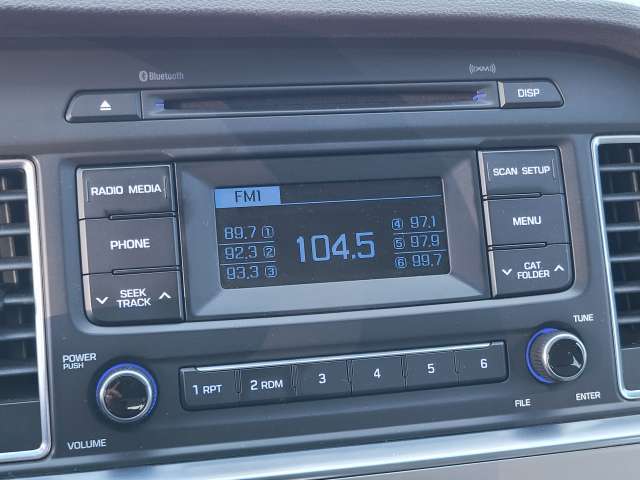 Bluetooth
((XM))
DISP
RADIO MEDIA
PHONE
SEEK
TRACK
FM1
89.7 1
92.3 2
93.3 3
104.5
4 97.1
5 97.9
6 99.7
SCAN SETUP
MENU
CAT
FOLDER
POWER
PUSH
VOLUME
1 RPT
2 RDM
3
4
5
6
TUNE
FILE
ENTER